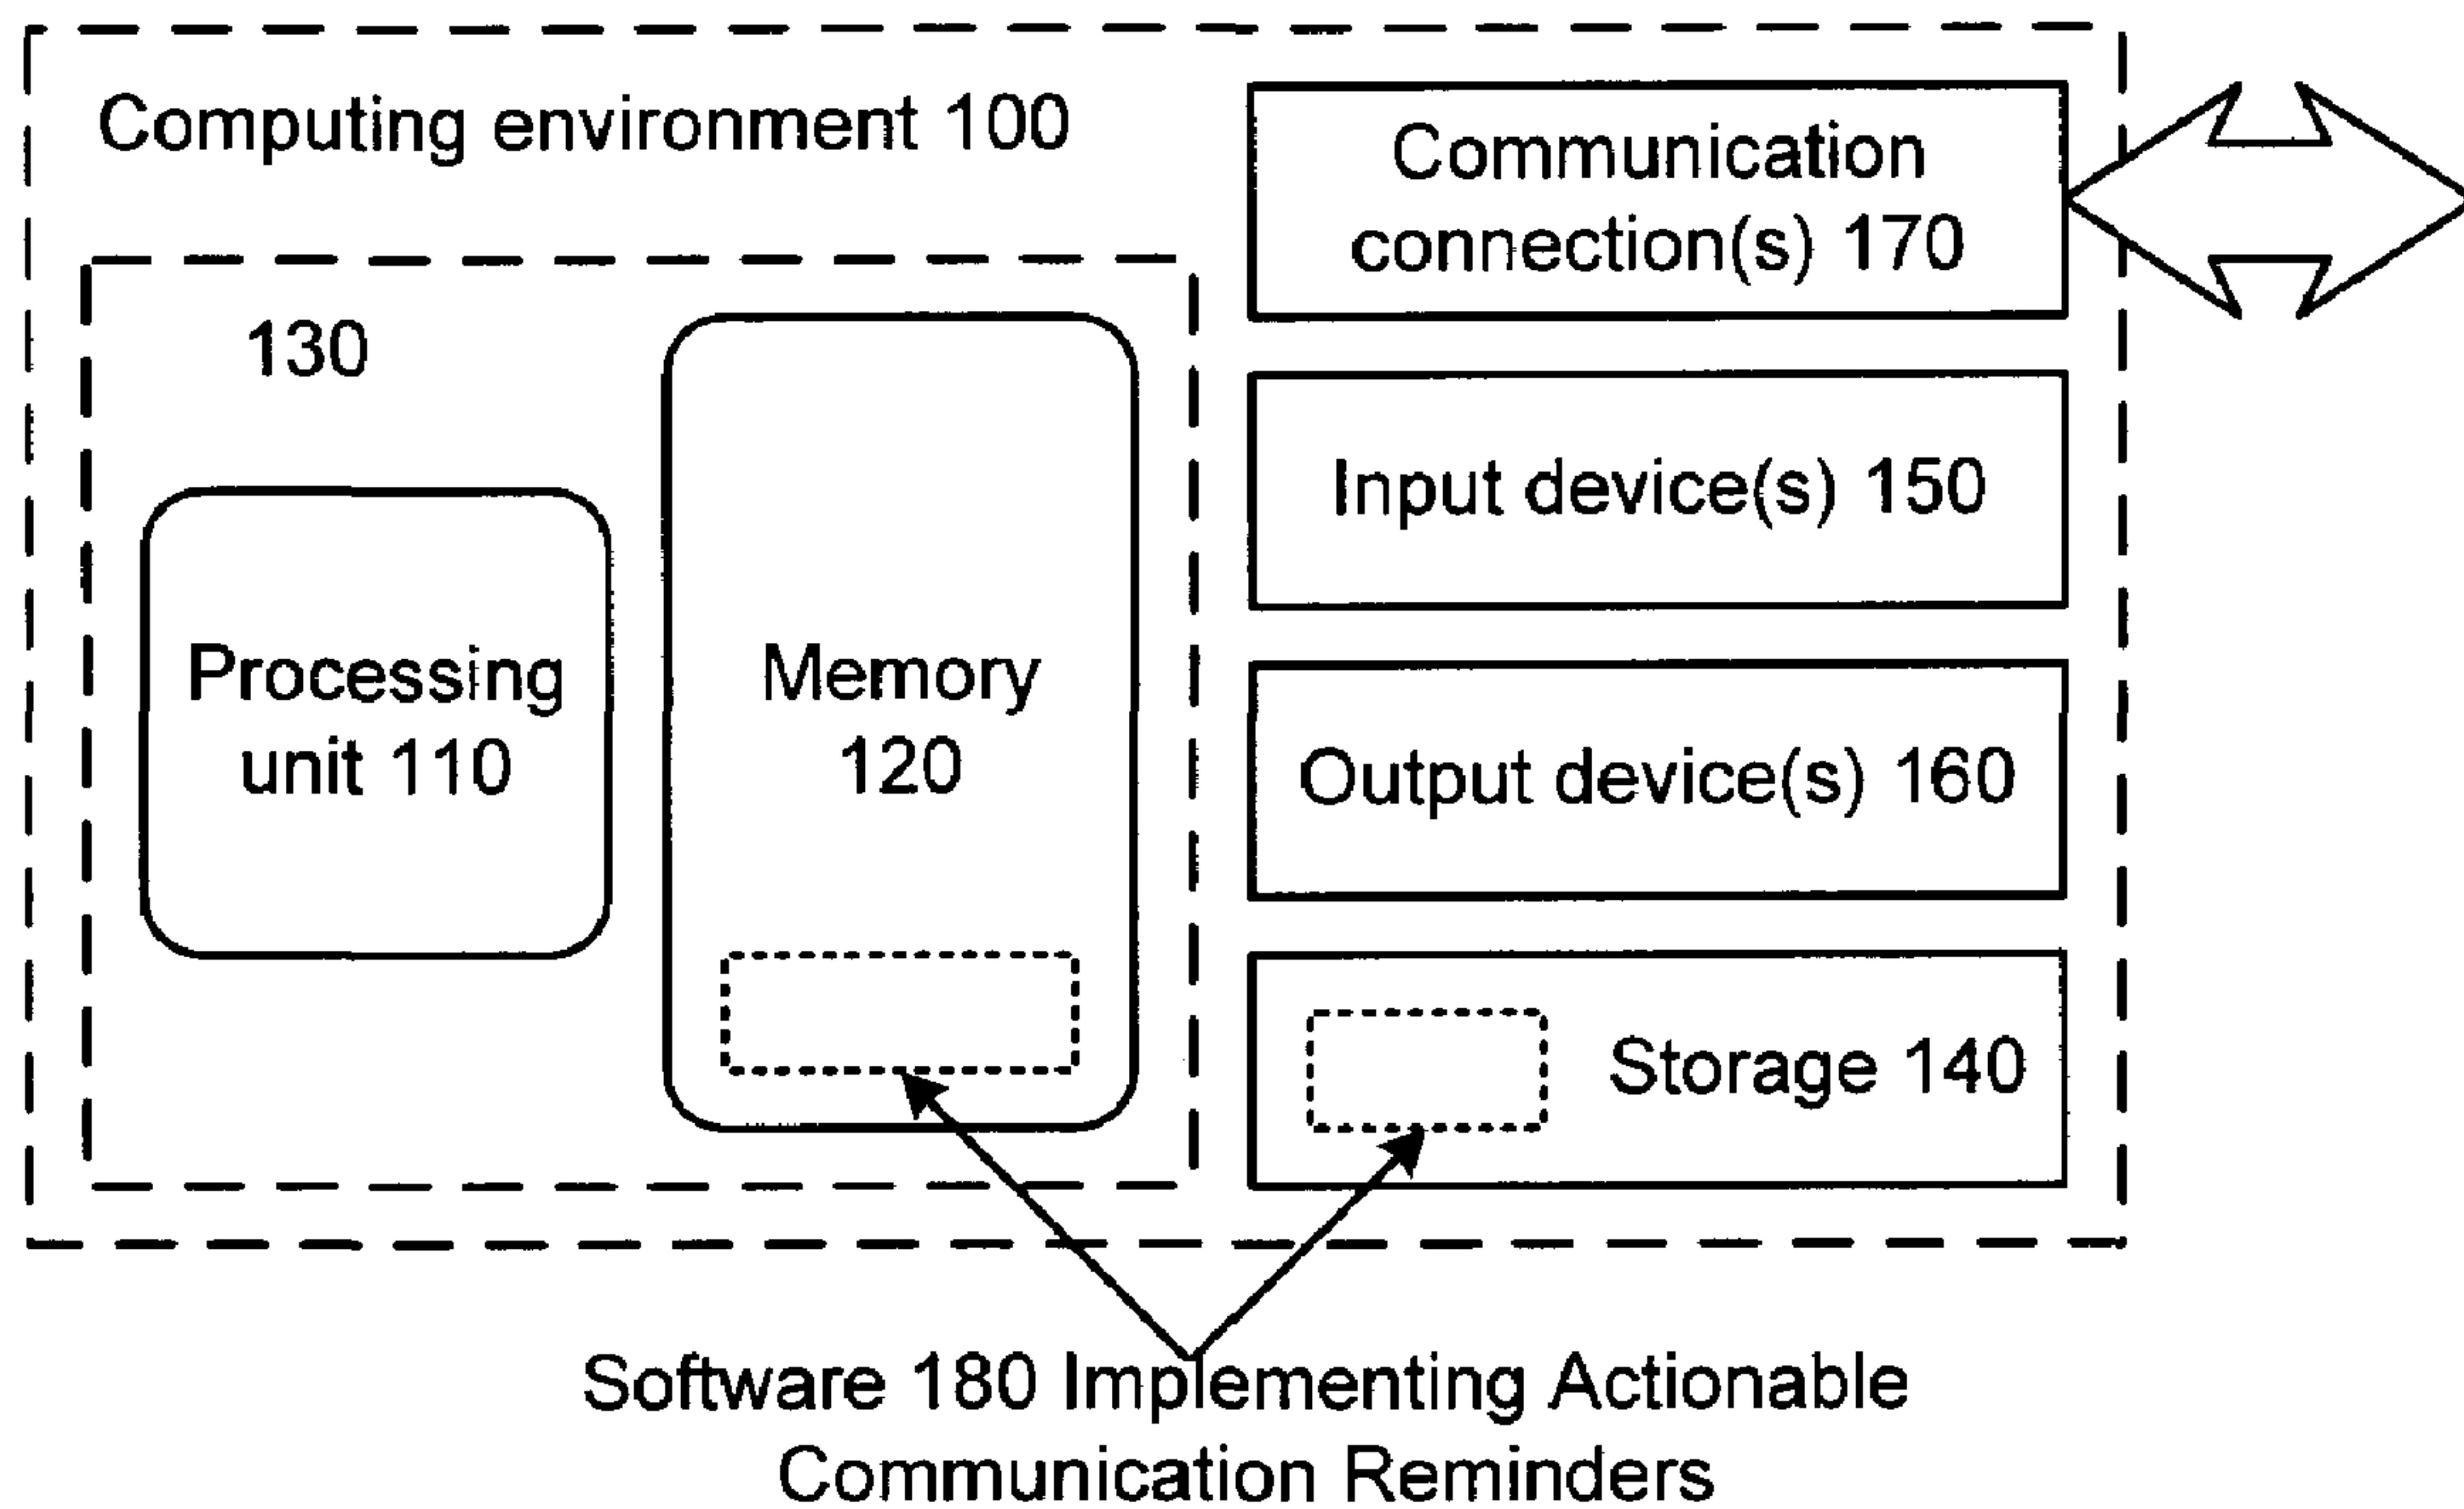 Computing environment 100
130
Processing
unit 110
Memory
120
Communication
connection(s) 170
Input device(s) 150
Output device(s) 160
Storage 140
Software 180 Implementing Actionable
Communication Reminders